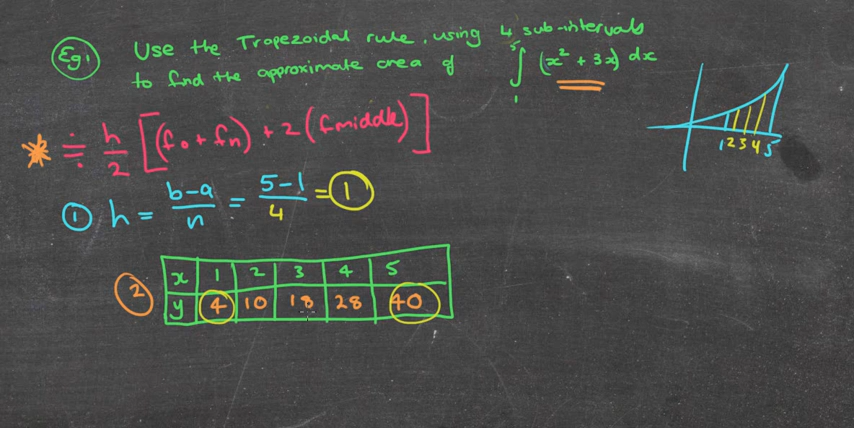 Eg1 Use the Trapezoidal rule, using 4 sub-intervals
to find the approximate area of ∫₁⁵ (x² + 3x) dx
* ≑ h/2 [(f₀ + fₙ) + 2(fmiddle)]
1 2 3 4 5
① h = b-a/n = 5-1/4 = 1
② x 1 2 3 4 5
y 4 10 18 28 40